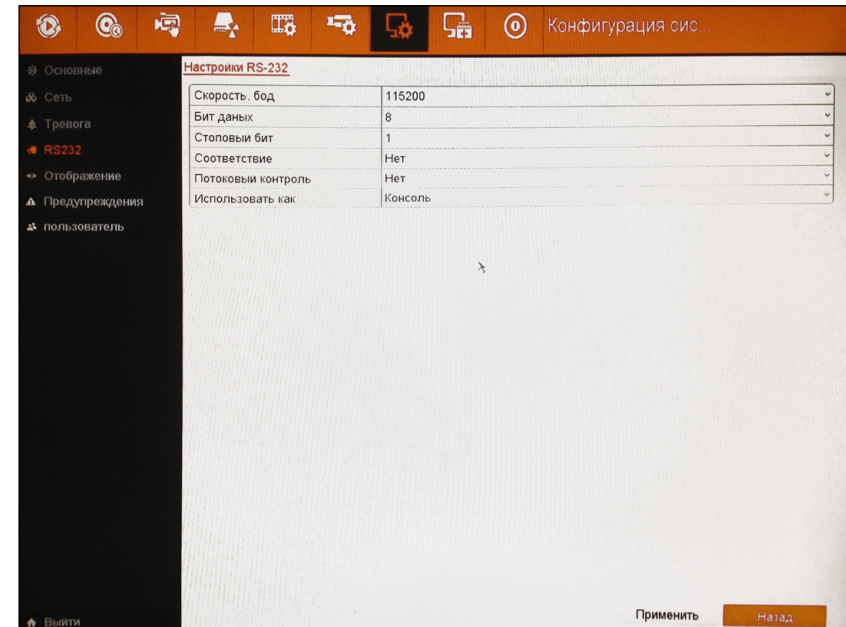 Конфигурация сис...
Основные
Сеть
Тревога
RS232
Отображение
Предупреждения
пользователь
Выйти
Настройки RS-232
Скорость. бод 115200
Бит даных 8
Стоповый бит 1
Соответствие Нет
Потоковый контроль Нет
Использовать как Консоль
Применить Назад